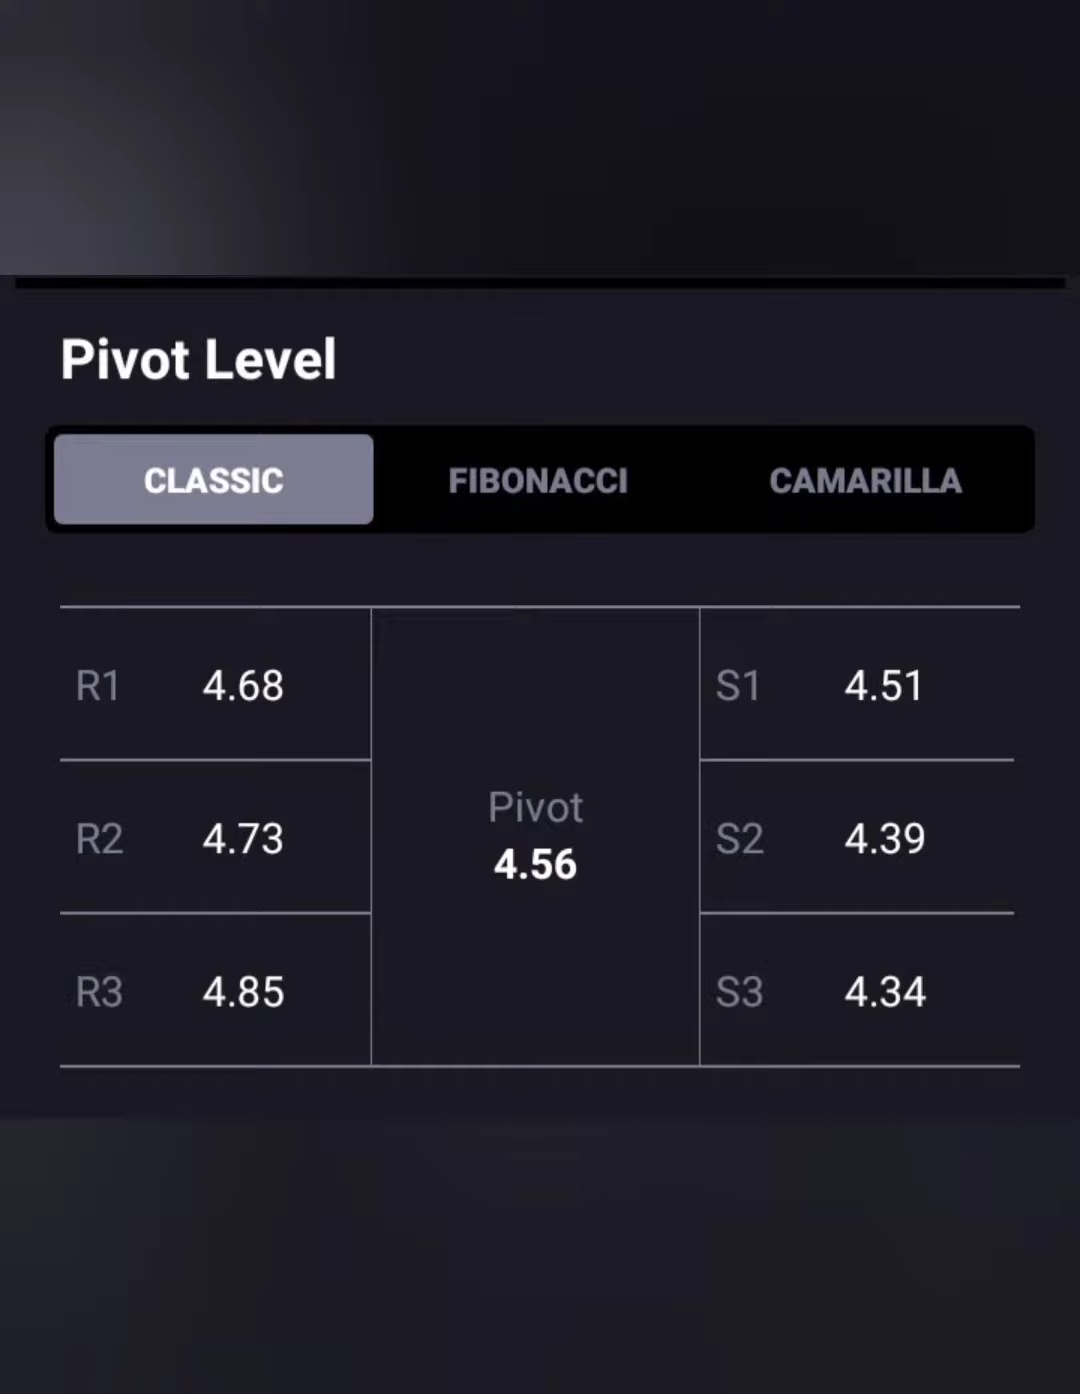 Pivot Level
CLASSIC FIBONACCI CAMARILLA
R1 4.68
R2 4.73
R3 4.85
Pivot
4.56
S1 4.51
S2 4.39
S3 4.34